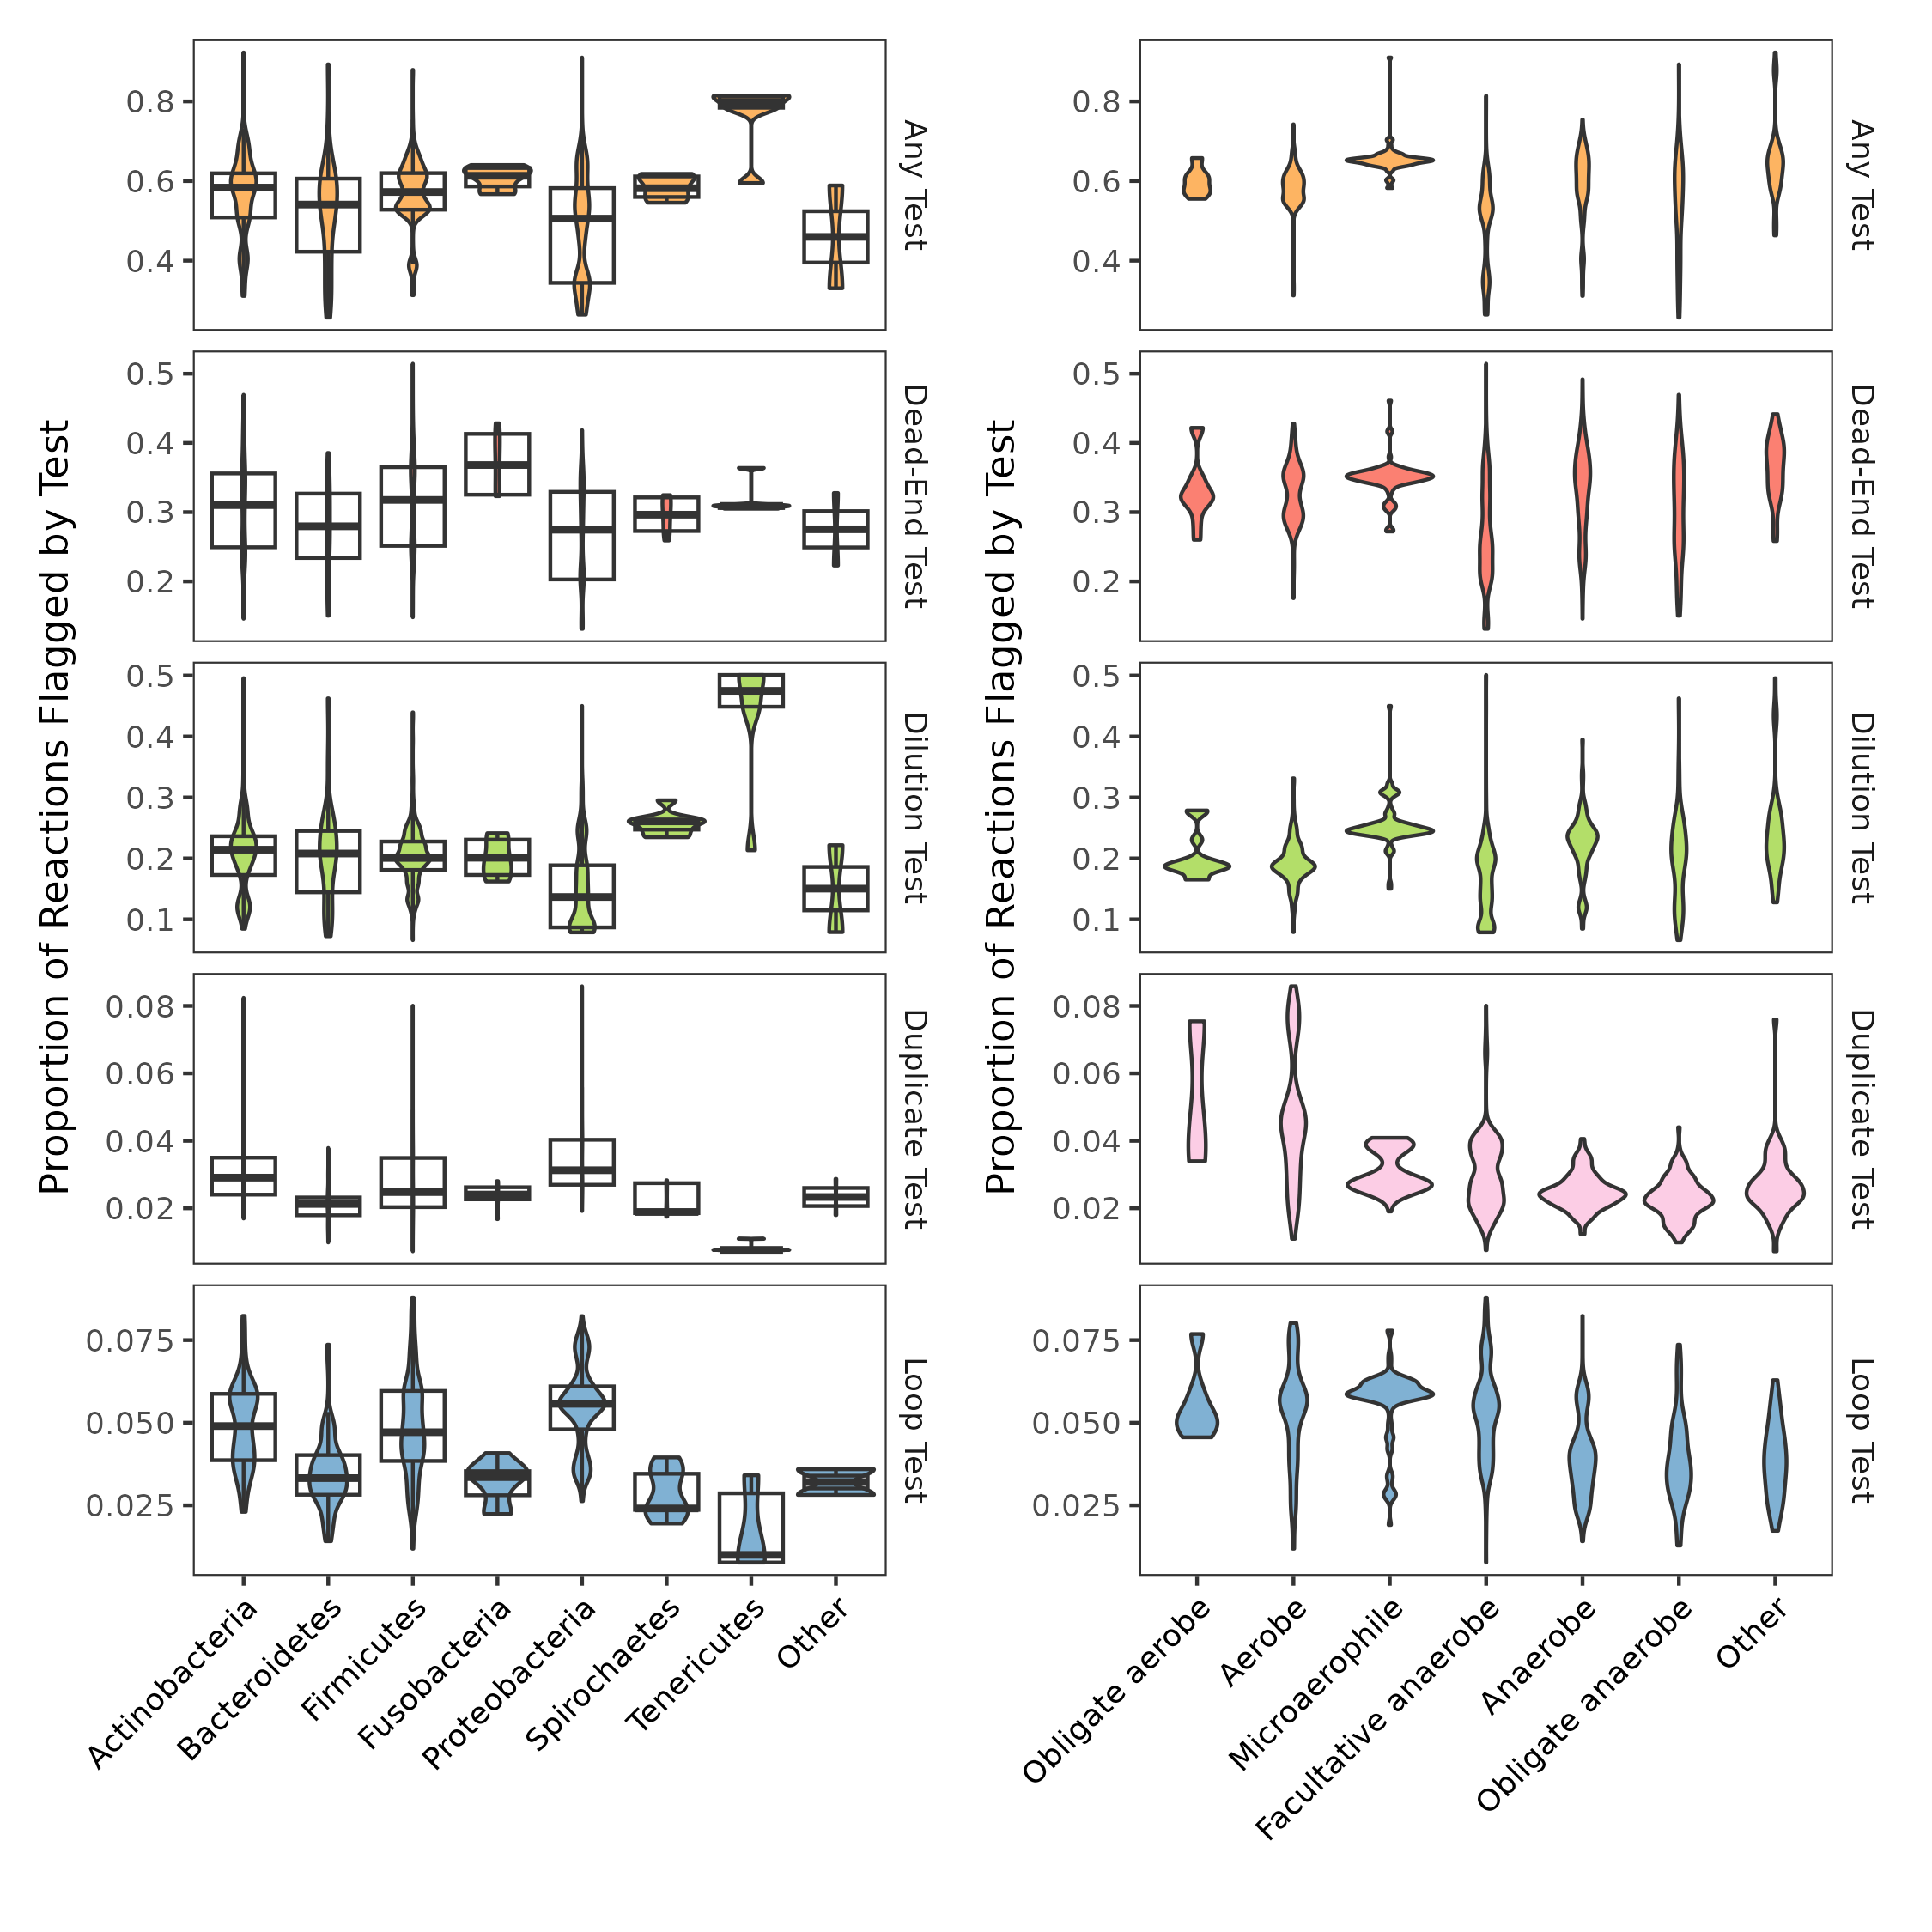 Proportion of Reactions Flagged by Test
0.8
0.6
0.4
Any Test
0.5
0.4
0.3
0.2
Dead-End Test
0.5
0.4
0.3
0.2
0.1
Dilution Test
0.08
0.06
0.04
0.02
Duplicate Test
0.075
0.050
0.025
Loop Test
Actinobacteria
Bacteroidetes
Firmicutes
Fusobacteria
Proteobacteria
Spirochaetes
Tenericutes
Other
Proportion of Reactions Flagged by Test
0.8
0.6
0.4
Any Test
0.5
0.4
0.3
0.2
Dead-End Test
0.5
0.4
0.3
0.2
0.1
Dilution Test
0.08
0.06
0.04
0.02
Duplicate Test
0.075
0.050
0.025
Loop Test
Obligate aerobe
Aerobe
Microaerophile
Facultative anaerobe
Anaerobe
Obligate anaerobe
Other